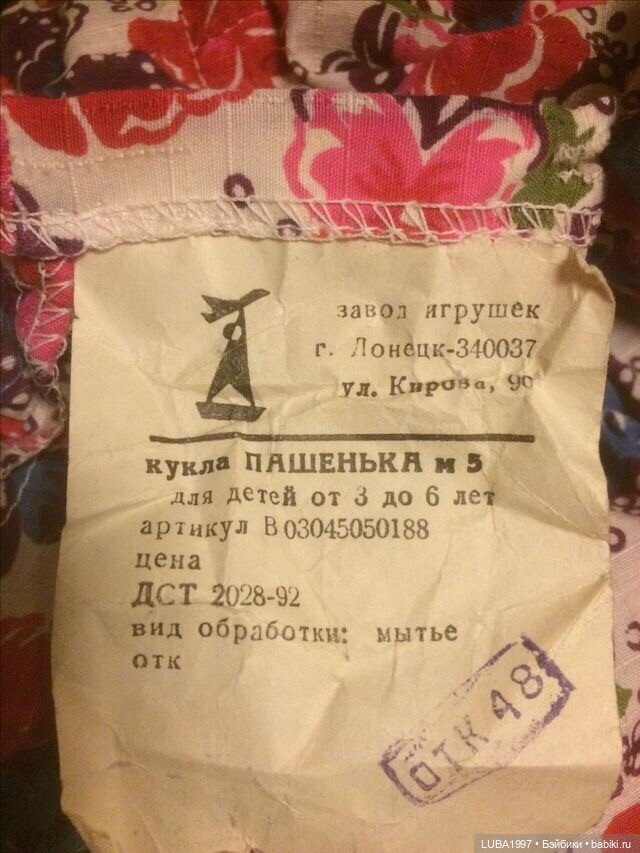 завод игрушек
г. Донецк-340037
ул. Кирова, 90
кукла ПАШЕНЬКА м 5
для детей от 3 до 6 лет
артикул В 03045050188
цена
ДСТ 2028-92
вид обработки: мытье
отк
ОТК 48
LUBA1997 • Бэйбики • babiki.ru